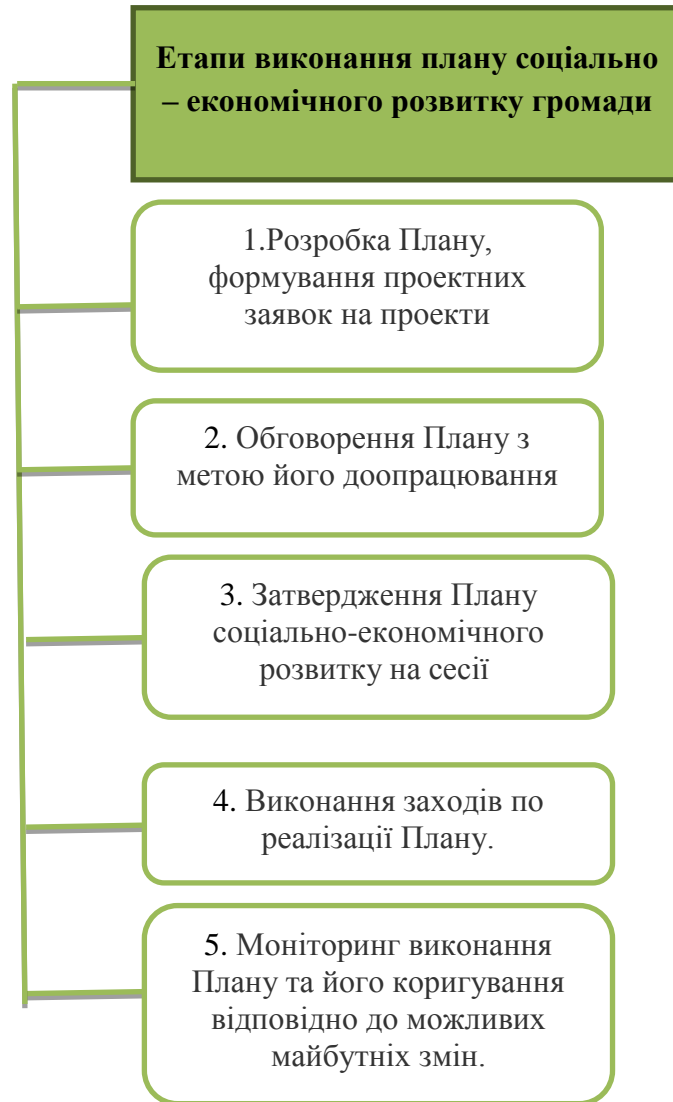 Етапи виконання плану соціально
– економічного розвитку громади
1.Розробка Плану,
формування проектних
заявок на проекти
2. Обговорення Плану з
метою його доопрацювання
3. Затвердження Плану
соціально-економічного
розвитку на сесії
4. Виконання заходів по
реалізації Плану.
5. Моніторинг виконання
Плану та його коригування
відповідно до можливих
майбутніх змін.